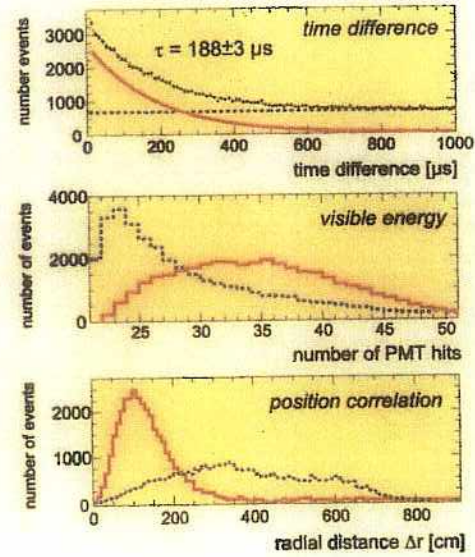 time difference
number events
3000
2000
1000
0
τ = 188±3 µs
0 200 400 600 800 1000
time difference [µs]
visible energy
number of events
4000
2000
0
25 30 35 40 45 50
number of PMT hits
position correlation
number of events
2000
1000
0
0 200 400 600 800
radial distance Δr [cm]